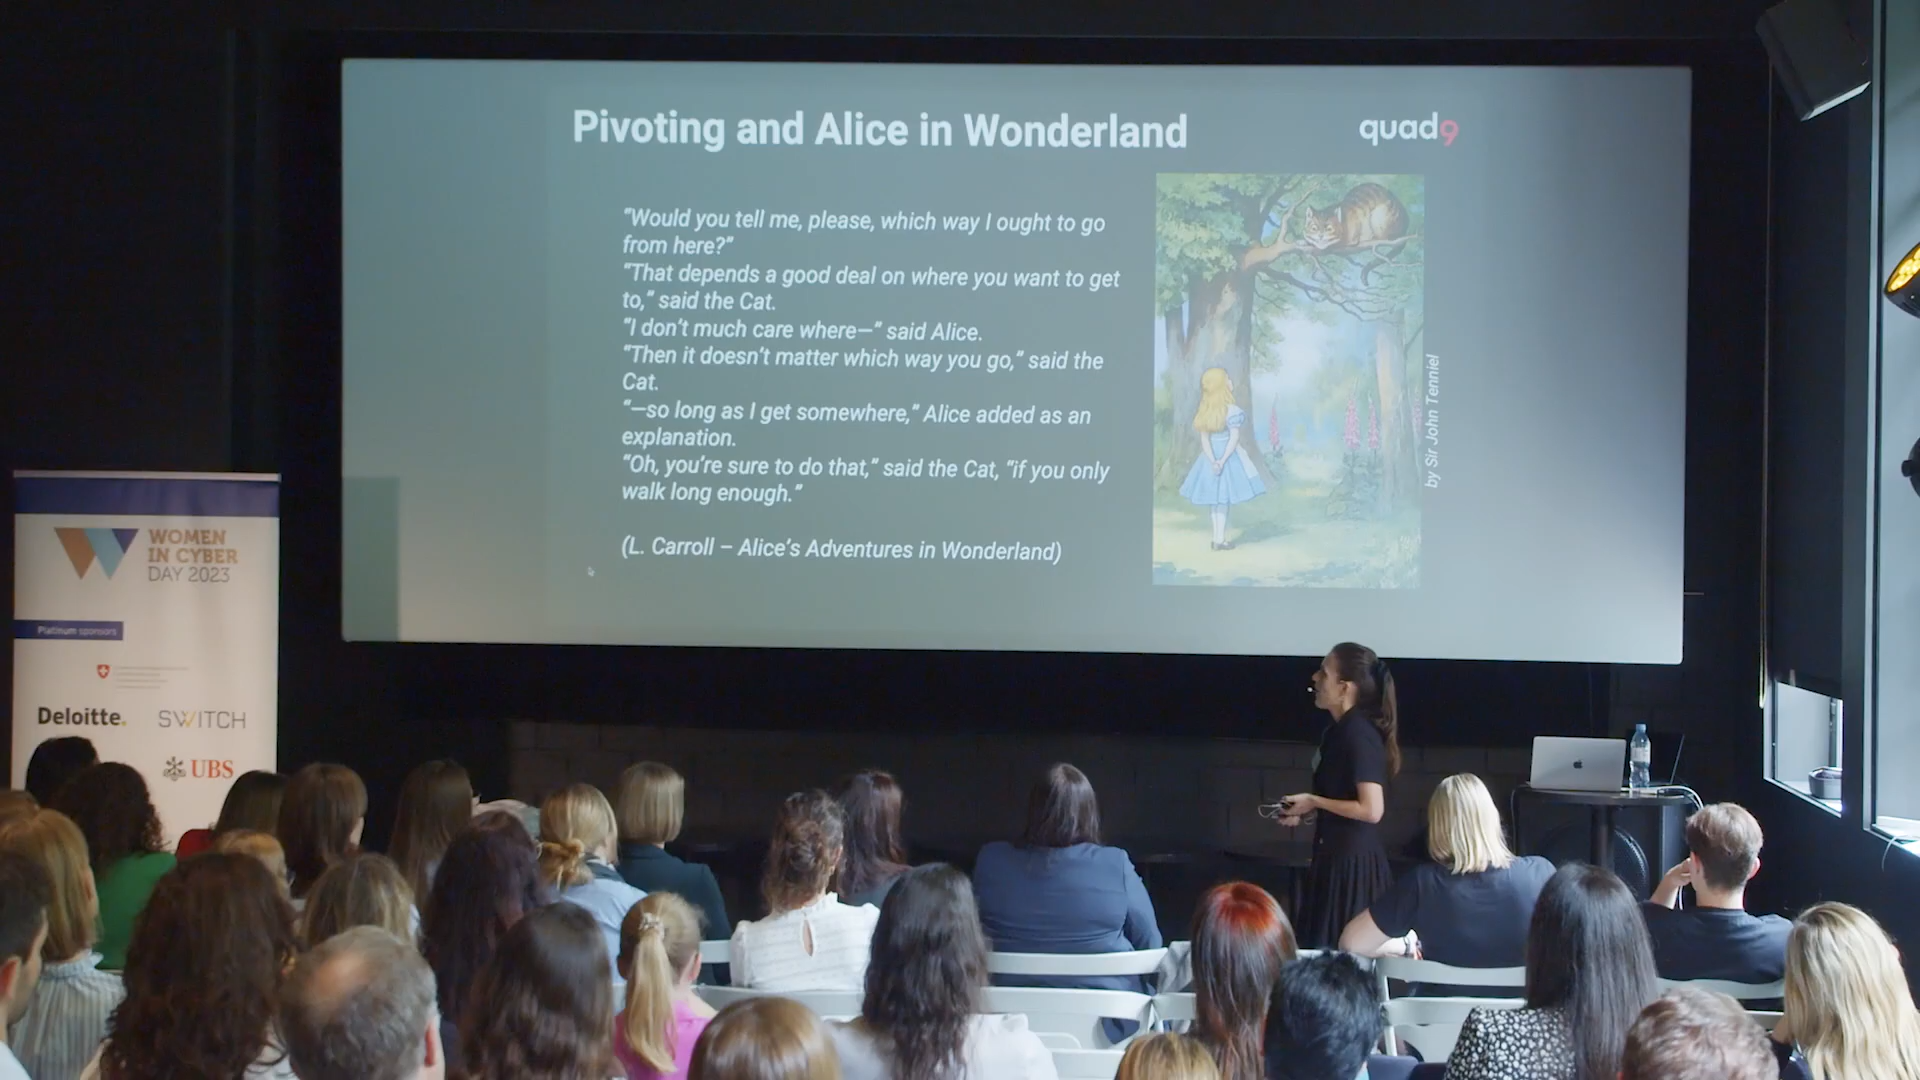 Pivoting and Alice in Wonderland
quad9
"Would you tell me, please, which way I ought to go
from here?"
"That depends a good deal on where you want to get
to," said the Cat.
"I don't much care where—" said Alice.
"Then it doesn't matter which way you go," said the
Cat.
"—so long as I get somewhere," Alice added as an
explanation.
"Oh, you're sure to do that," said the Cat, "if you only
walk long enough."
(L. Carroll – Alice's Adventures in Wonderland)
by Sir John Tenniel
WOMEN
IN CYBER
DAY 2023
Platinum sponsors
Deloitte.
SWITCH
UBS